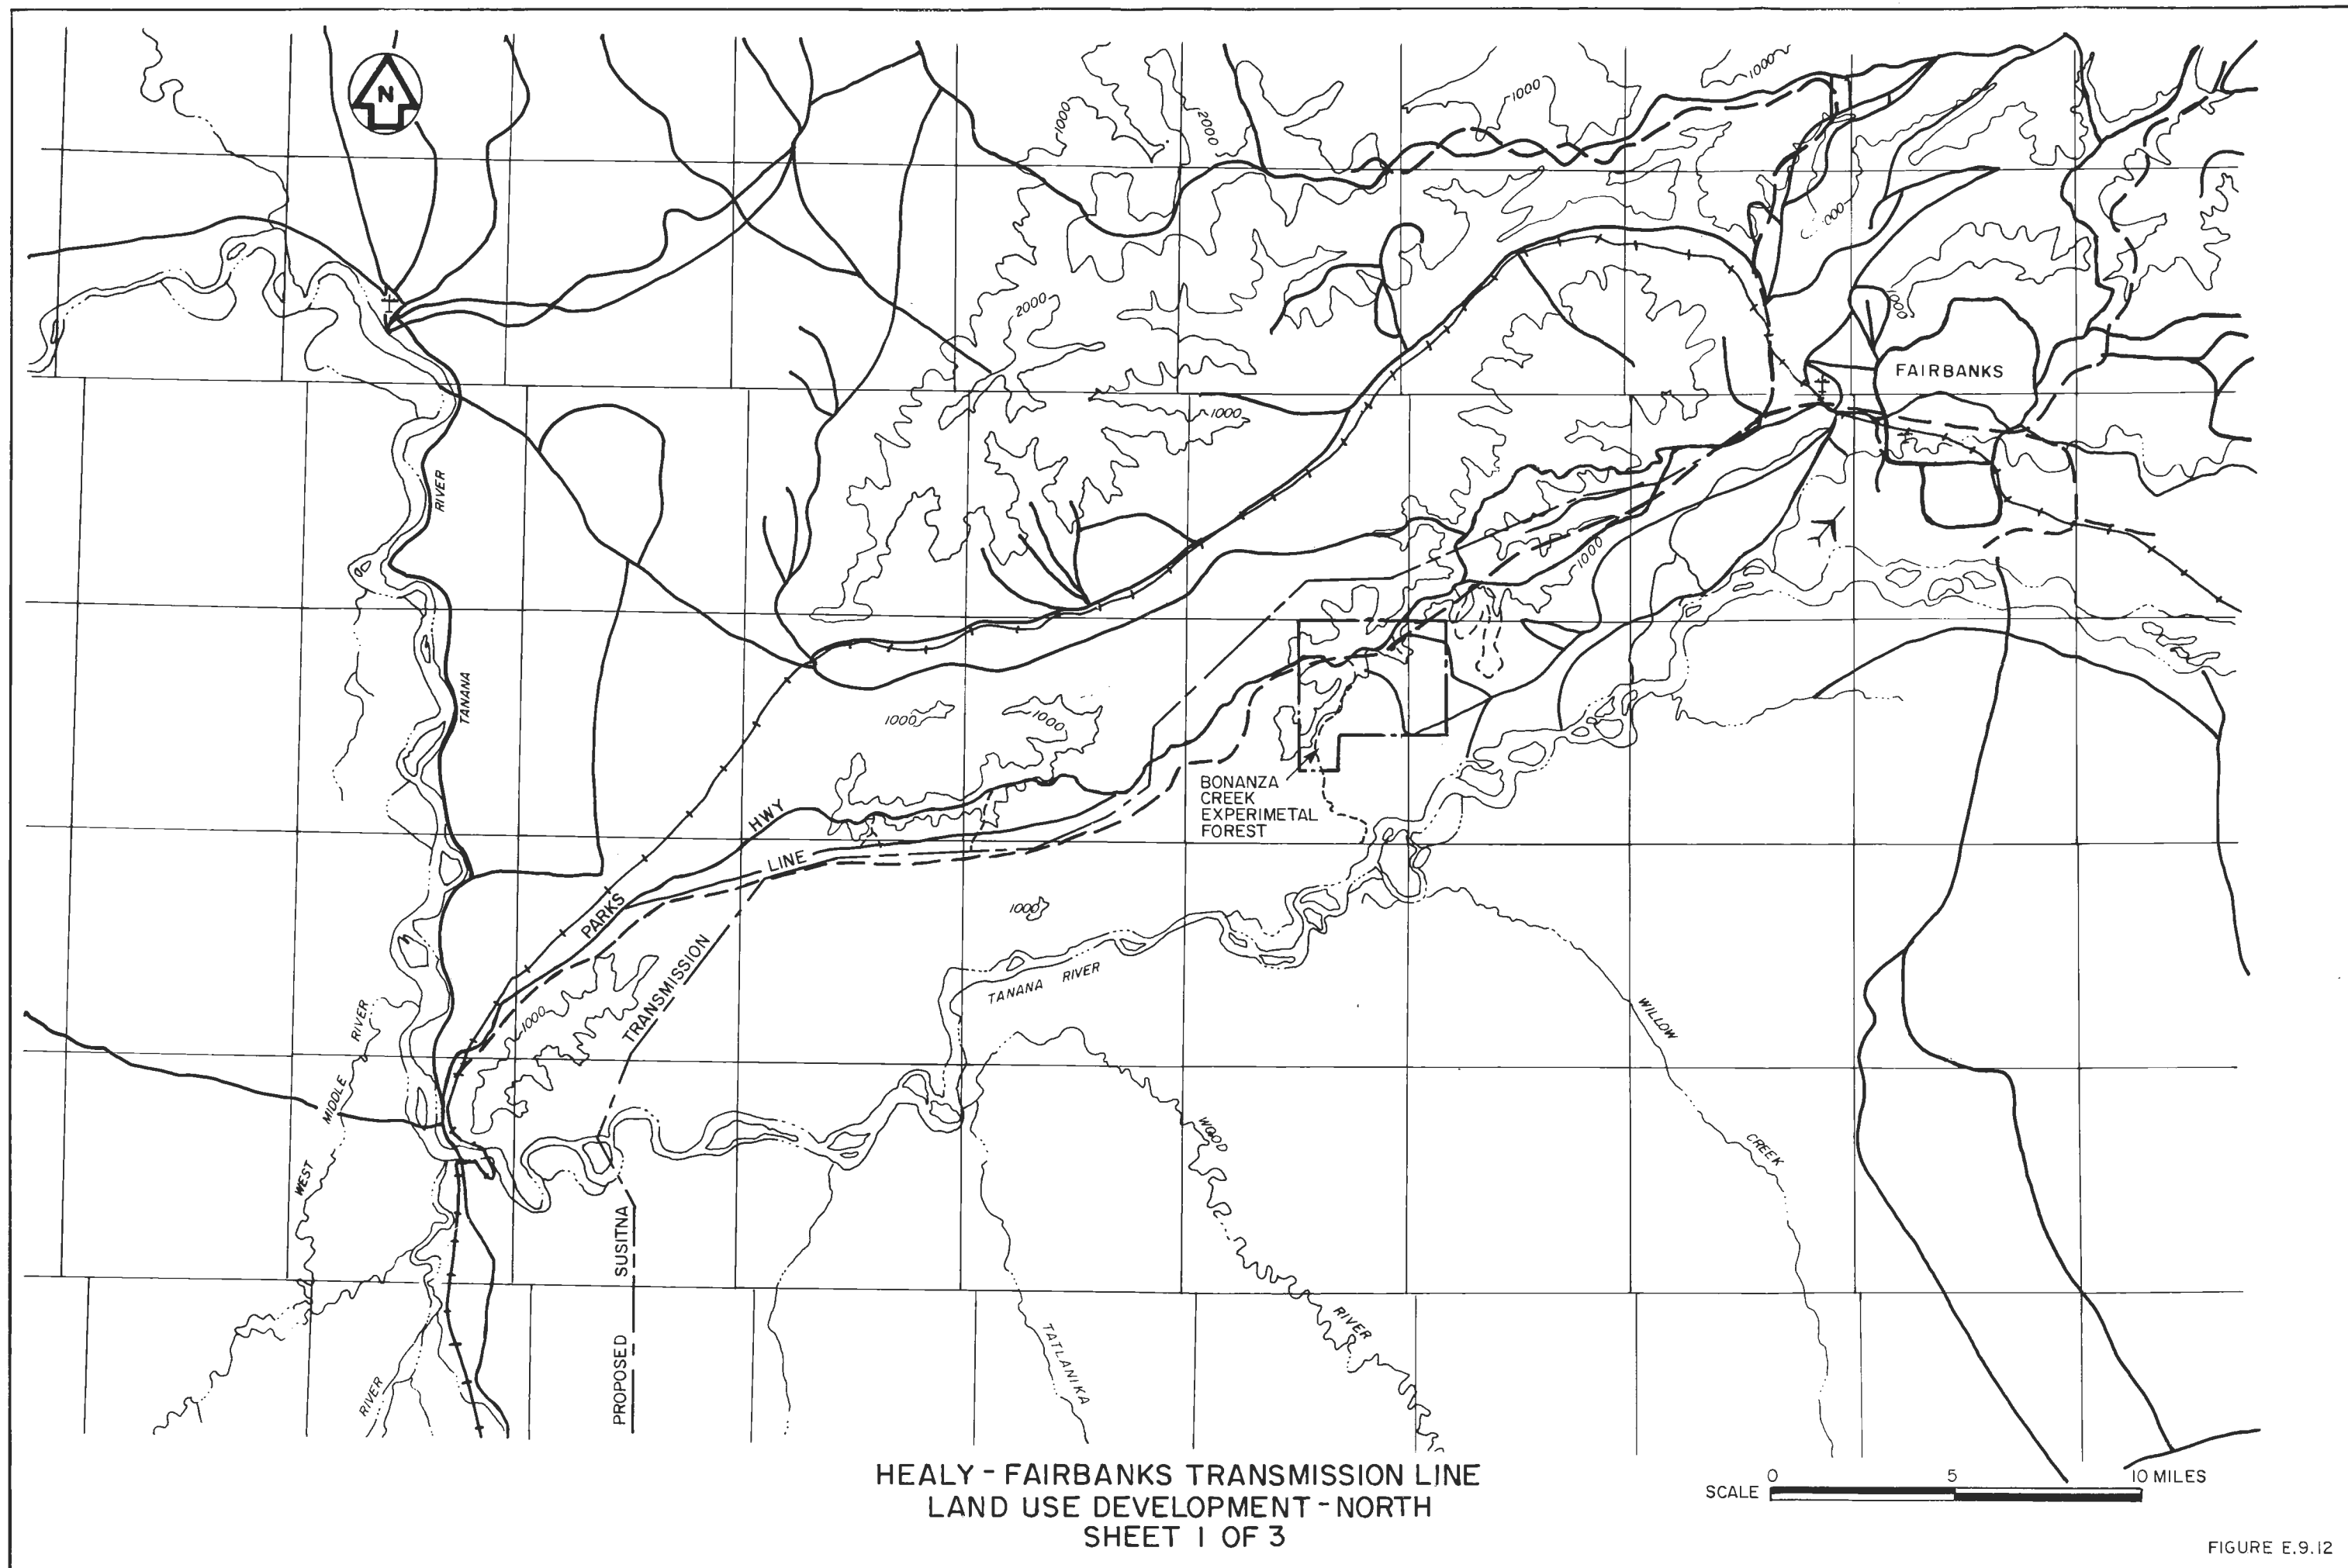 N
1000
2000
1000
1000
1000
1000
2000
FAIRBANKS
1000
RIVER
1000
TANANA
1000
1000
BONANZA
CREEK
EXPERIMETAL
FOREST
PARKS HWY
LINE
1000
TRANSMISSION
TANANA RIVER
1000
WILLOW
CREEK
WEST MIDDLE RIVER
WOOD
RIVER
PROPOSED SUSITNA
TATLANIKA
RIVER
HEALY - FAIRBANKS TRANSMISSION LINE
LAND USE DEVELOPMENT - NORTH
SHEET 1 OF 3
SCALE 0 5 10 MILES
FIGURE E.9.12